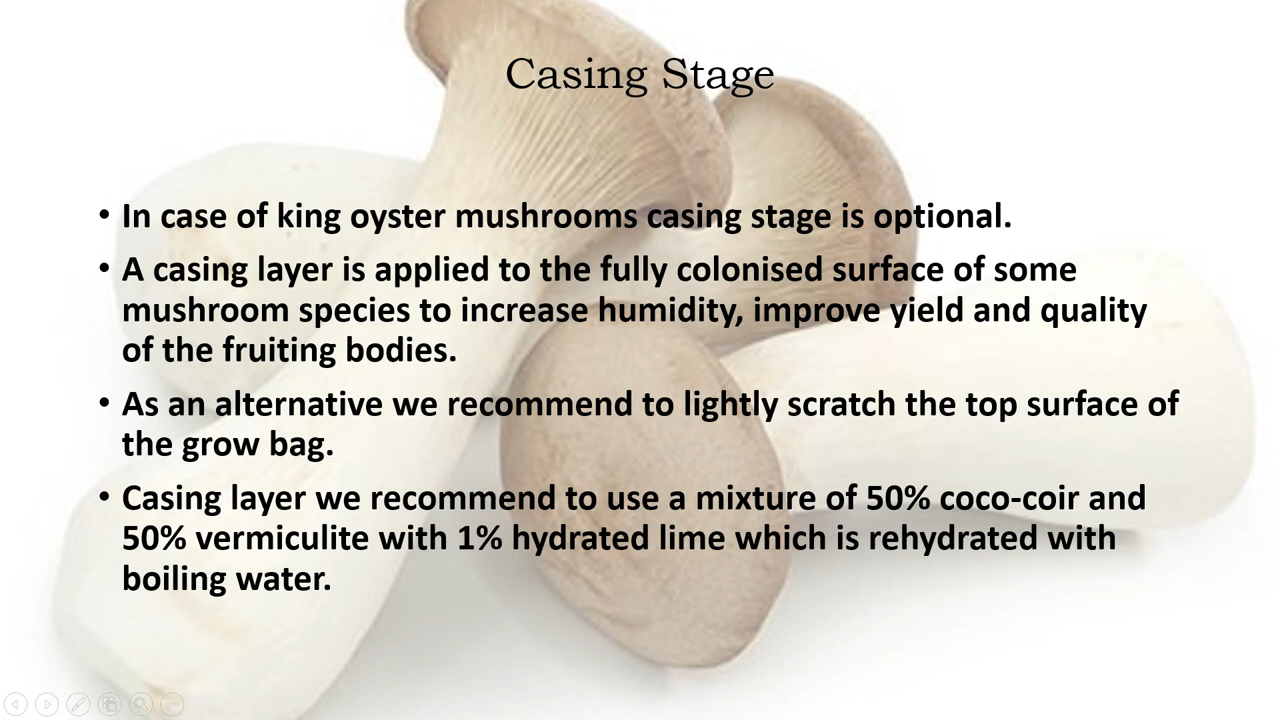 Casing Stage
• In case of king oyster mushrooms casing stage is optional.
• A casing layer is applied to the fully colonised surface of some
mushroom species to increase humidity, improve yield and quality
of the fruiting bodies.
• As an alternative we recommend to lightly scratch the top surface of
the grow bag.
• Casing layer we recommend to use a mixture of 50% coco-coir and
50% vermiculite with 1% hydrated lime which is rehydrated with
boiling water.